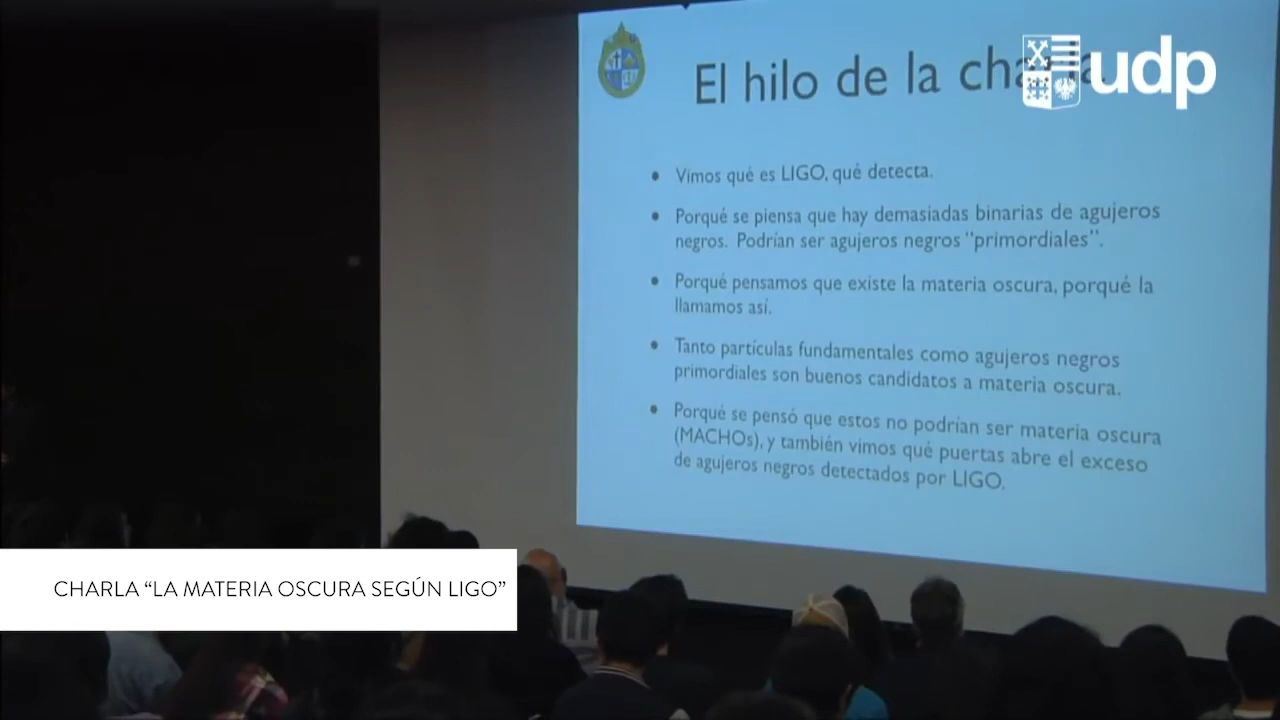 El hilo de la charla
udp
Vimos qué es LIGO, qué detecta.
Porqué se piensa que hay demasiadas binarias de agujeros
negros. Podrían ser agujeros negros "primordiales".
Porqué pensamos que existe la materia oscura, porqué la
llamamos así.
Tanto partículas fundamentales como agujeros negros
primordiales son buenos candidatos a materia oscura.
Porqué se pensó que estos no podrían ser materia oscura
(MACHOs), y también vimos qué puertas abre el exceso
de agujeros negros detectados por LIGO.
CHARLA “LA MATERIA OSCURA SEGÚN LIGO”